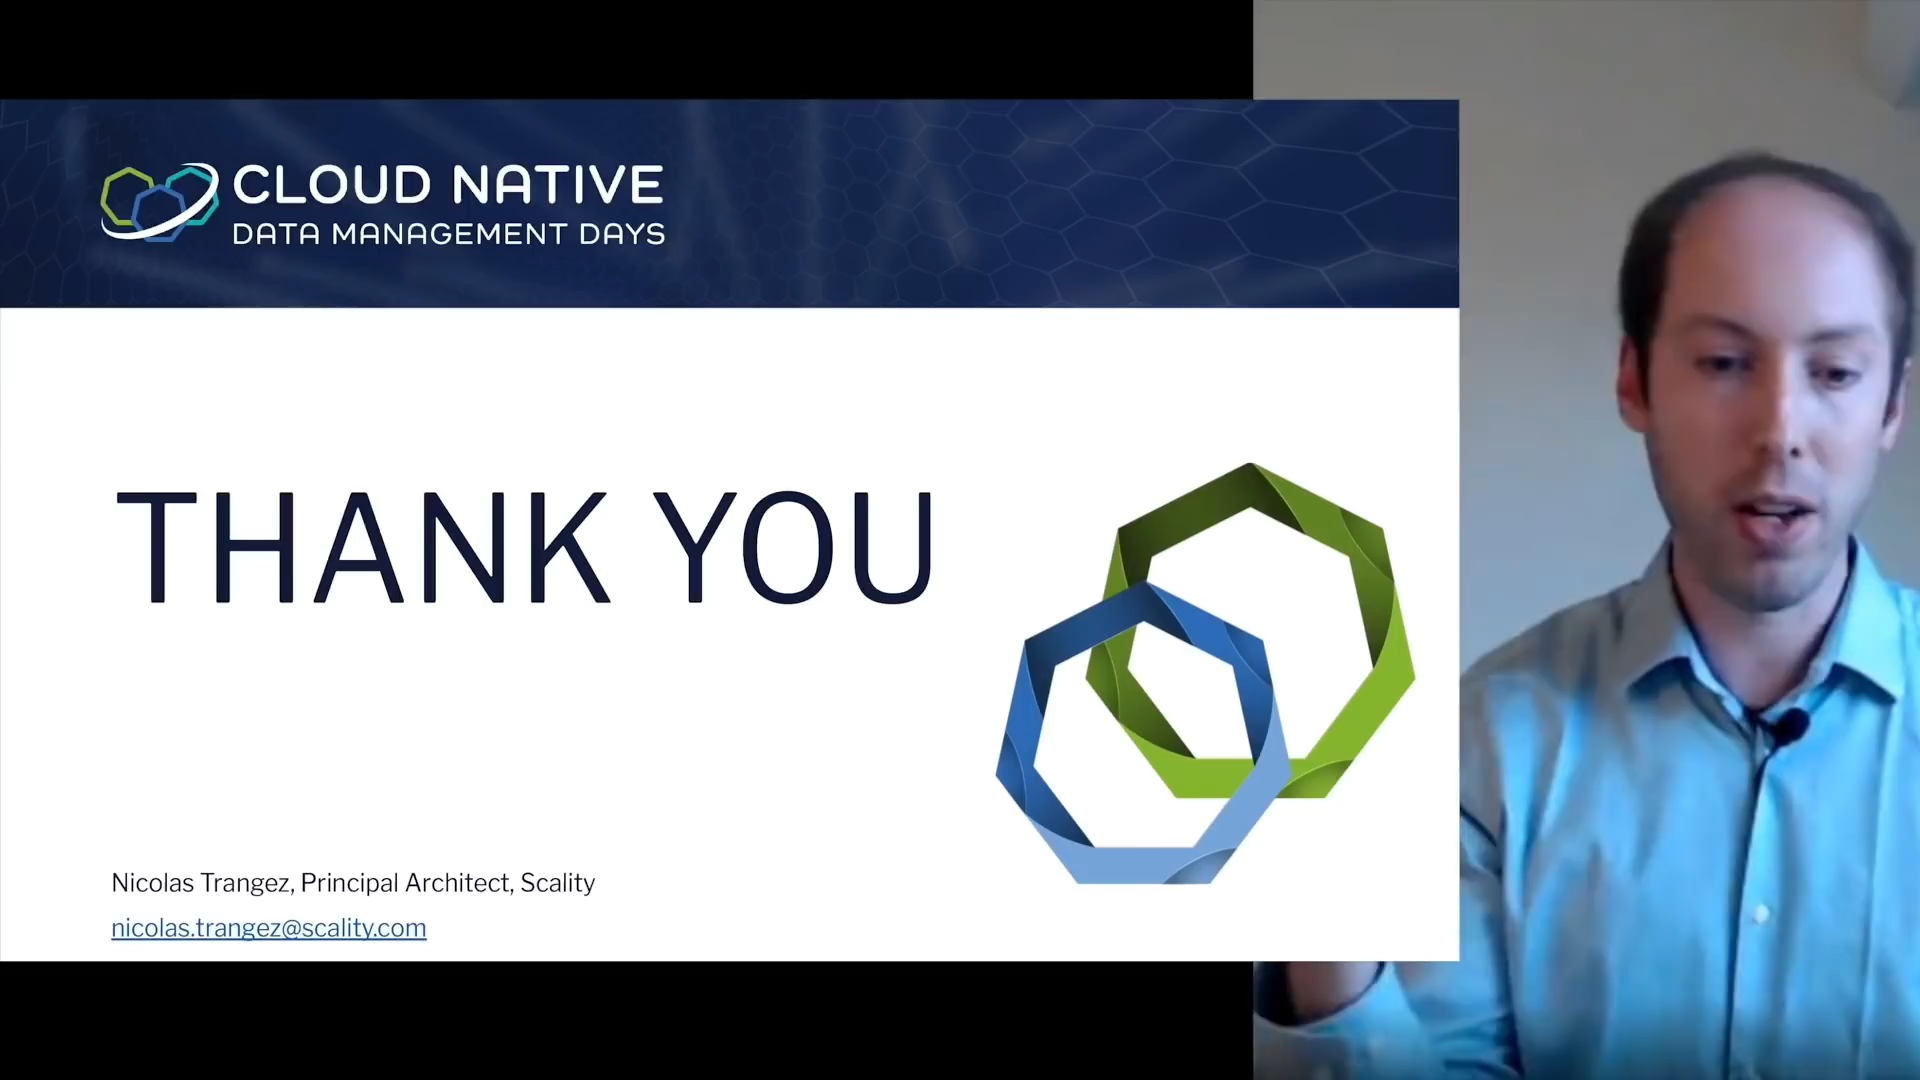 CLOUD NATIVE
DATA MANAGEMENT DAYS
THANK YOU
Nicolas Trangez, Principal Architect, Scality
nicolas.trangez@scality.com